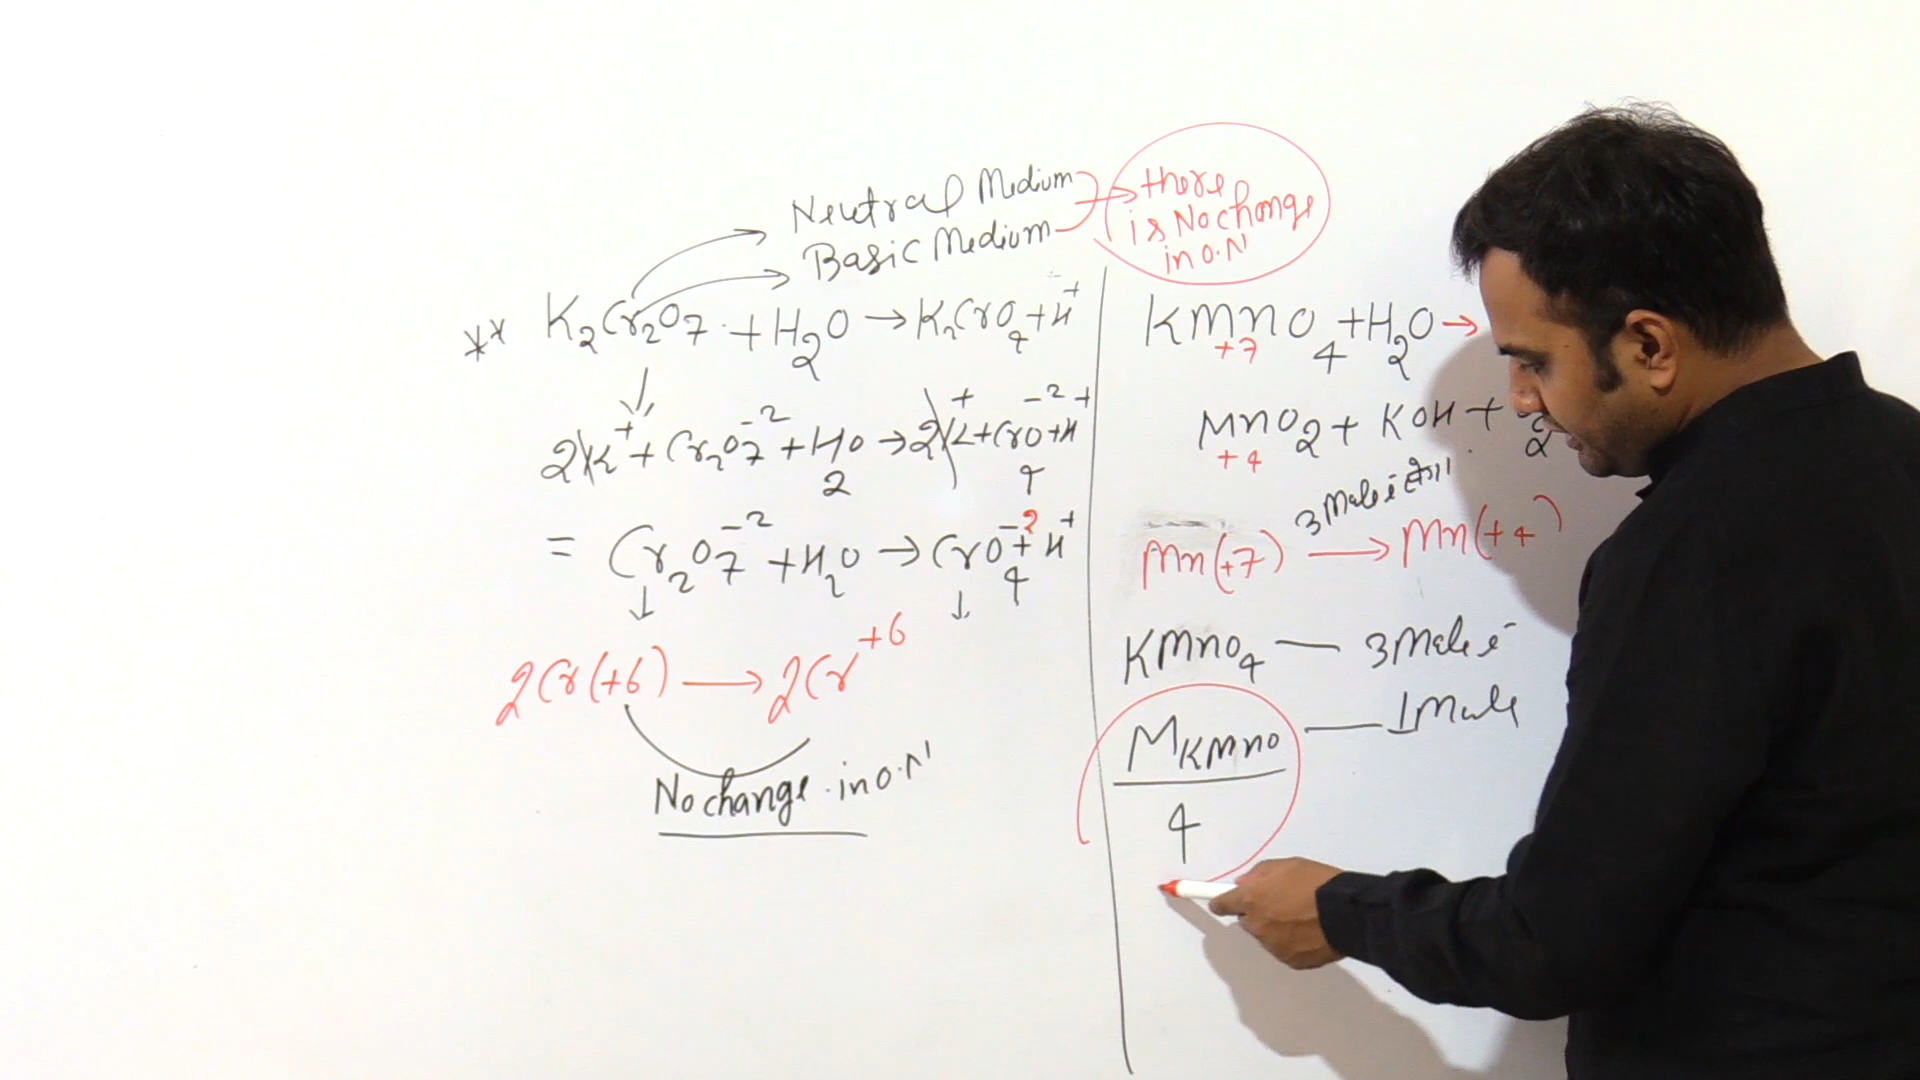 Neutral Medium
Basic Medium
there
is No change
in O.N'
** K2Cr2O7 + H2O → K2CrO4 + H+
2K+ + Cr2O7-2 + H2O → 2K+ + CrO4-2 + H+
= Cr2O7-2 + H2O → CrO4-2 + H+
2Cr(+6) → 2Cr+6
No change in O.N'
KMnO4 + H2O →
+7
MnO2 + KOH +
+4
3 Mole e-
Mn(+7) → Mn(+4)
KMnO4 — 3 Mole e-
MKMnO — 1 Mole
4